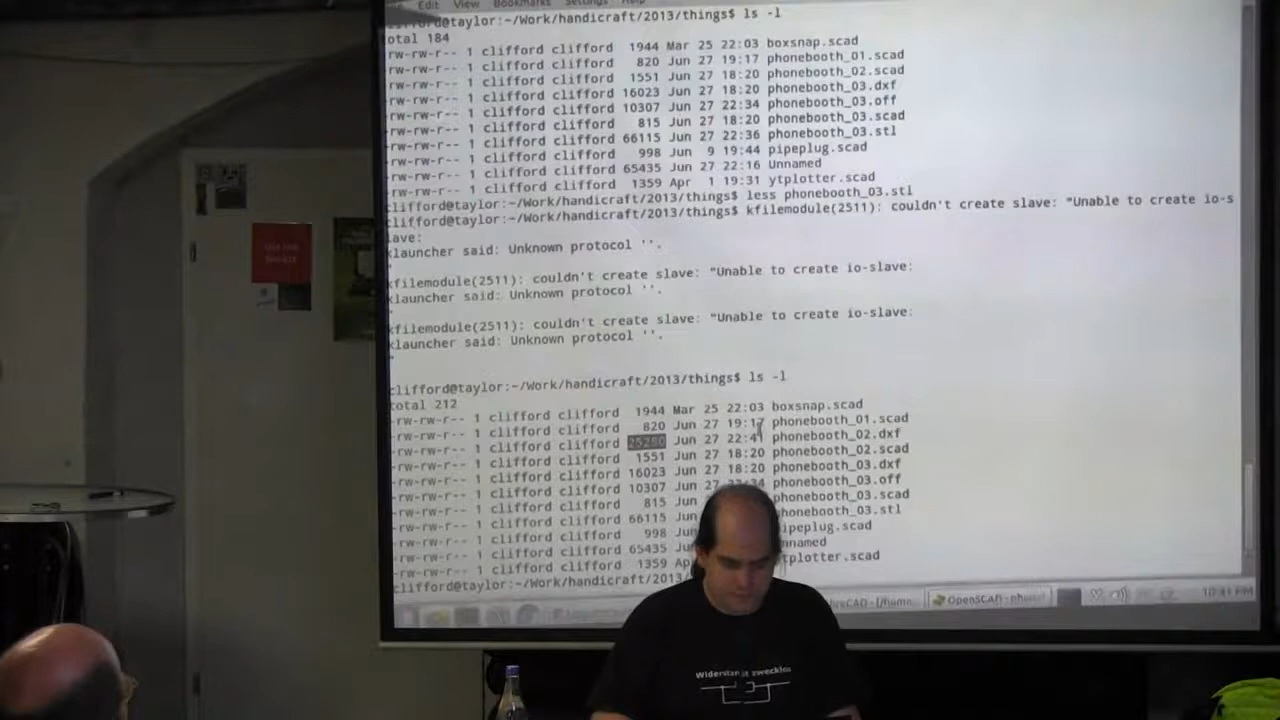 Edit View Bookmarks Settings Help
clifford@taylor:~/Work/handicraft/2013/things$ ls -l
total 184
-rw-rw-r-- 1 clifford clifford 1944 Mar 25 22:03 boxsnap.scad
-rw-rw-r-- 1 clifford clifford 820 Jun 27 19:17 phonebooth_01.scad
-rw-rw-r-- 1 clifford clifford 1551 Jun 27 18:20 phonebooth_02.scad
-rw-rw-r-- 1 clifford clifford 16023 Jun 27 18:20 phonebooth_03.dxf
-rw-rw-r-- 1 clifford clifford 10307 Jun 27 22:34 phonebooth_03.off
-rw-rw-r-- 1 clifford clifford 815 Jun 27 18:20 phonebooth_03.scad
-rw-rw-r-- 1 clifford clifford 66115 Jun 27 22:36 phonebooth_03.stl
-rw-rw-r-- 1 clifford clifford 998 Jun 9 19:44 pipeplug.scad
-rw-rw-r-- 1 clifford clifford 65435 Jun 27 22:16 Unnamed
-rw-rw-r-- 1 clifford clifford 1359 Apr 1 19:31 ytplotter.scad
clifford@taylor:~/Work/handicraft/2013/things$ less phonebooth_03.stl
clifford@taylor:~/Work/handicraft/2013/things$ kfilemodule(2511): couldn't create slave: "Unable to create io-s
lave:
klauncher said: Unknown protocol ''.
"
kfilemodule(2511): couldn't create slave: "Unable to create io-slave:
klauncher said: Unknown protocol ''.
"
kfilemodule(2511): couldn't create slave: "Unable to create io-slave:
klauncher said: Unknown protocol ''.
"
clifford@taylor:~/Work/handicraft/2013/things$ ls -l
total 212
-rw-rw-r-- 1 clifford clifford 1944 Mar 25 22:03 boxsnap.scad
-rw-rw-r-- 1 clifford clifford 820 Jun 27 19:17 phonebooth_01.scad
-rw-rw-r-- 1 clifford clifford 25280 Jun 27 22:41 phonebooth_02.dxf
-rw-rw-r-- 1 clifford clifford 1551 Jun 27 18:20 phonebooth_02.scad
-rw-rw-r-- 1 clifford clifford 16023 Jun 27 18:20 phonebooth_03.dxf
-rw-rw-r-- 1 clifford clifford 10307 Jun 27 22:34 phonebooth_03.off
-rw-rw-r-- 1 clifford clifford 815 Jun phonebooth_03.scad
-rw-rw-r-- 1 clifford clifford 66115 Jun phonebooth_03.stl
-rw-rw-r-- 1 clifford clifford 998 Jun pipeplug.scad
-rw-rw-r-- 1 clifford clifford 65435 Ju nnamed
-rw-rw-r-- 1 clifford clifford 1359 Ap tplotter.scad
clifford@taylor:~/Work/handicraft/2013/
breCAD - [/home OpenSCAD - phone 10:41 PM
Widerstan st zwecklos